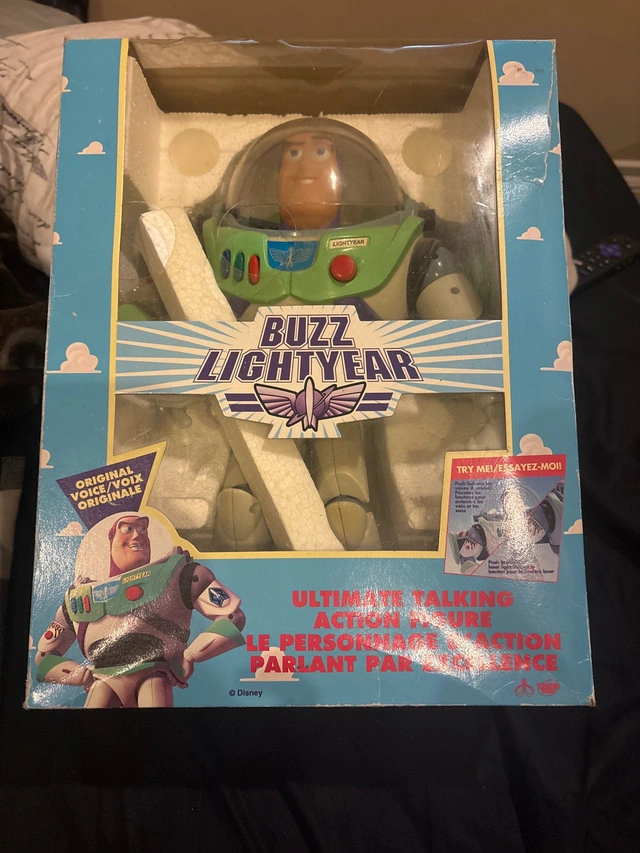 LIGHTYEAR
BUZZ
LIGHTYEAR
ORIGINAL
VOICE/VOIX
ORIGINALE
TRY ME!/ESSAYEZ-MOI!
LIGHTYEAR
ULTIMATE TALKING
ACTION FIGURE
LE PERSONNAGE D'ACTION
PARLANT PAR EXCELLENCE
© Disney